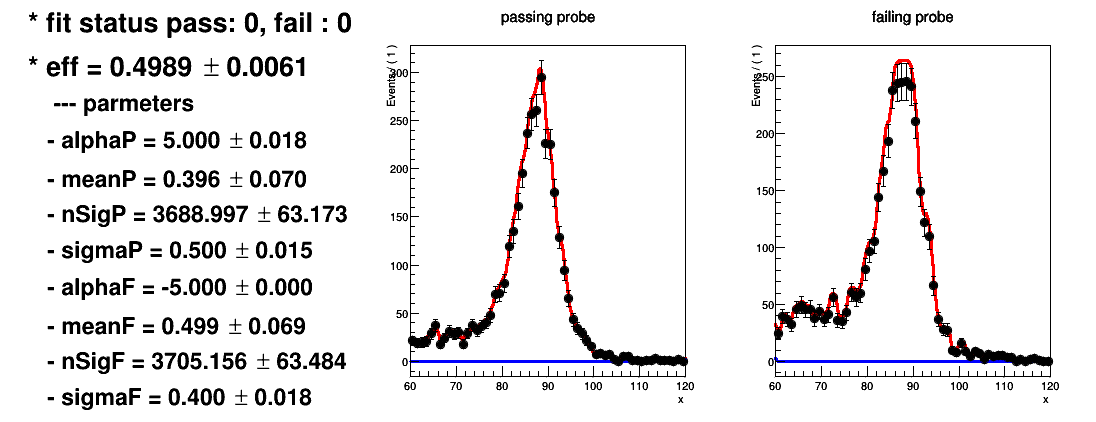 * fit status pass: 0, fail : 0
* eff = 0.4989 ± 0.0061
--- parmeters
- alphaP = 5.000 ± 0.018
- meanP = 0.396 ± 0.070
- nSigP = 3688.997 ± 63.173
- sigmaP = 0.500 ± 0.015
- alphaF = -5.000 ± 0.000
- meanF = 0.499 ± 0.069
- nSigF = 3705.156 ± 63.484
- sigmaF = 0.400 ± 0.018
passing probe
Events / ( 1 )
300
250
200
150
100
50
0
60 70 80 90 100 110 120
x
failing probe
Events / ( 1 )
250
200
150
100
50
0
60 70 80 90 100 110 120
x